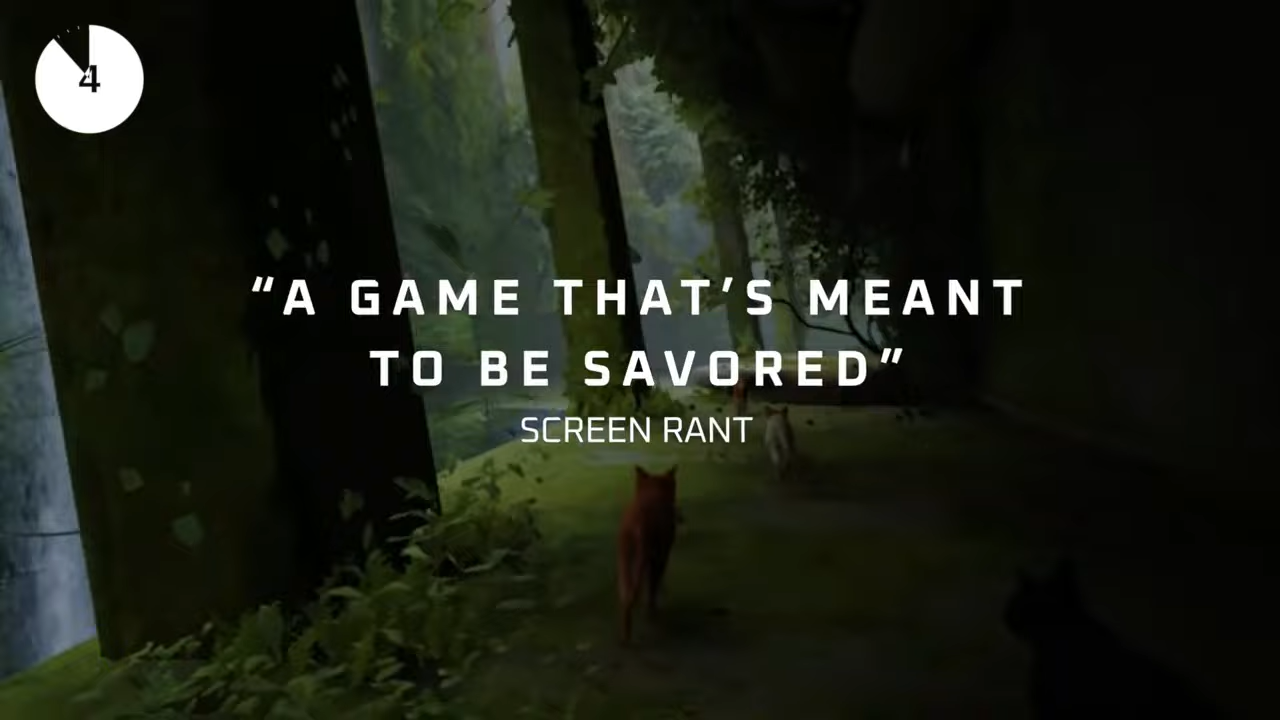 4
“A GAME THAT’S MEANT
TO BE SAVORED”
SCREEN RANT